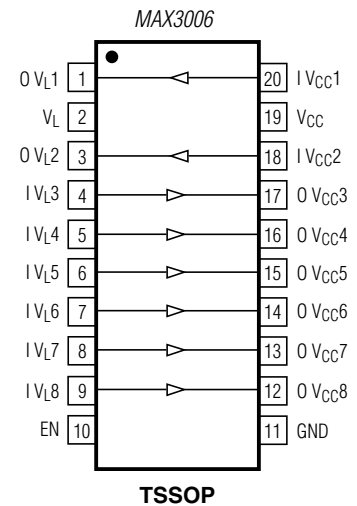 MAX3006
O VL1 1 20 I VCC1
VL 2 19 VCC
O VL2 3 18 I VCC2
I VL3 4 17 O VCC3
I VL4 5 16 O VCC4
I VL5 6 15 O VCC5
I VL6 7 14 O VCC6
I VL7 8 13 O VCC7
I VL8 9 12 O VCC8
EN 10 11 GND
TSSOP